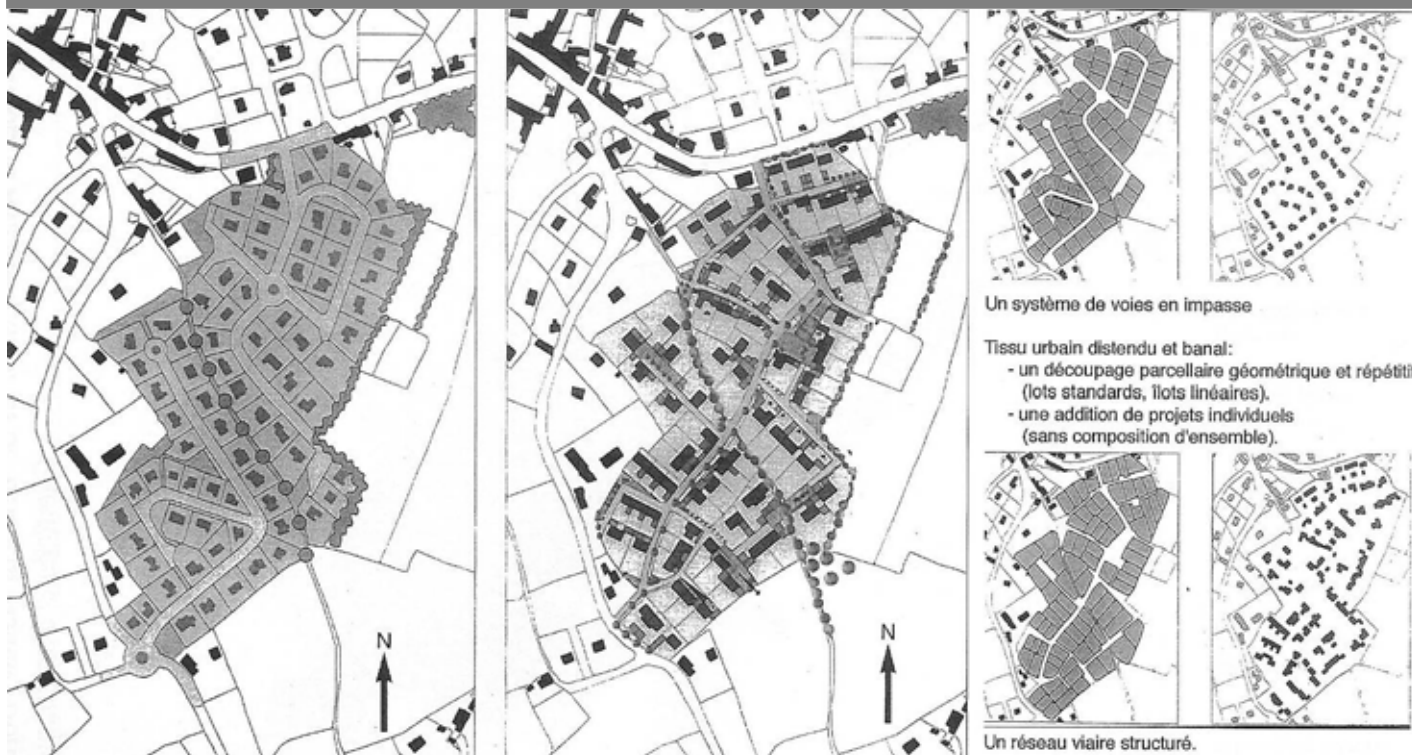 N
N
Un système de voies en impasse
Tissu urbain distendu et banal:
- un découpage parcellaire géométrique et répétitif
(lots standards, îlots linéaires).
- une addition de projets individuels
(sans composition d'ensemble).
Un réseau viaire structuré.